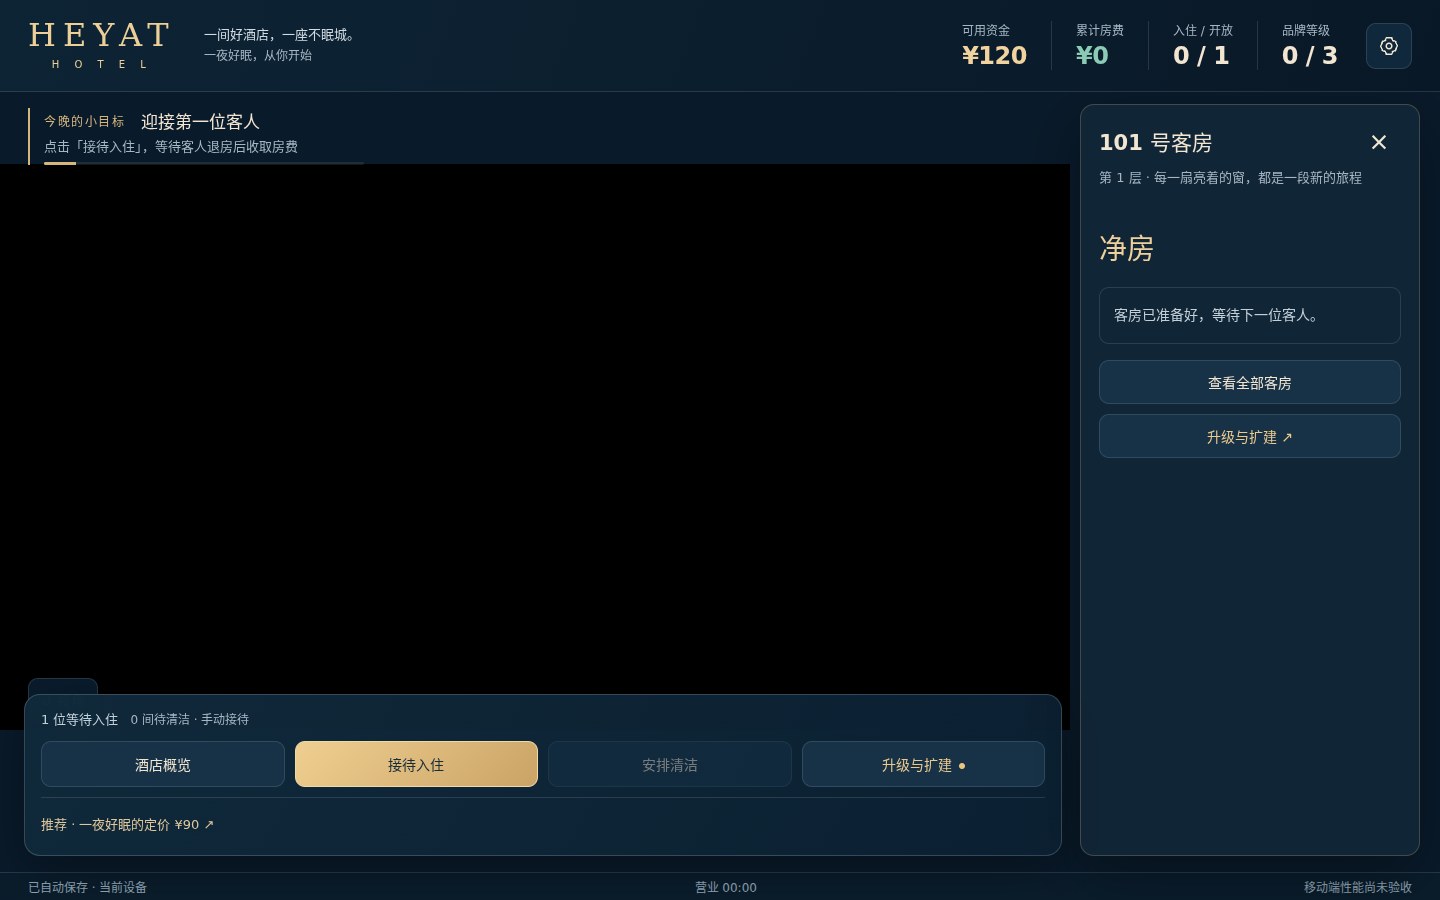 HEYAT
HOTEL
一间好酒店，一座不眠城。
一夜好眠，从你开始
可用资金
¥120
累计房费
¥0
入住 / 开放
0 / 1
品牌等级
0 / 3
今晚的小目标 迎接第一位客人
点击「接待入住」，等待客人退房后收取房费
101 号客房
第 1 层 · 每一扇亮着的窗，都是一段新的旅程
净房
客房已准备好，等待下一位客人。
查看全部客房
升级与扩建 ↗
1 位等待入住 0 间待清洁 · 手动接待
酒店概览
接待入住
安排清洁
升级与扩建
推荐 · 一夜好眠的定价 ¥90 ↗
已自动保存 · 当前设备
营业 00:00
移动端性能尚未验收